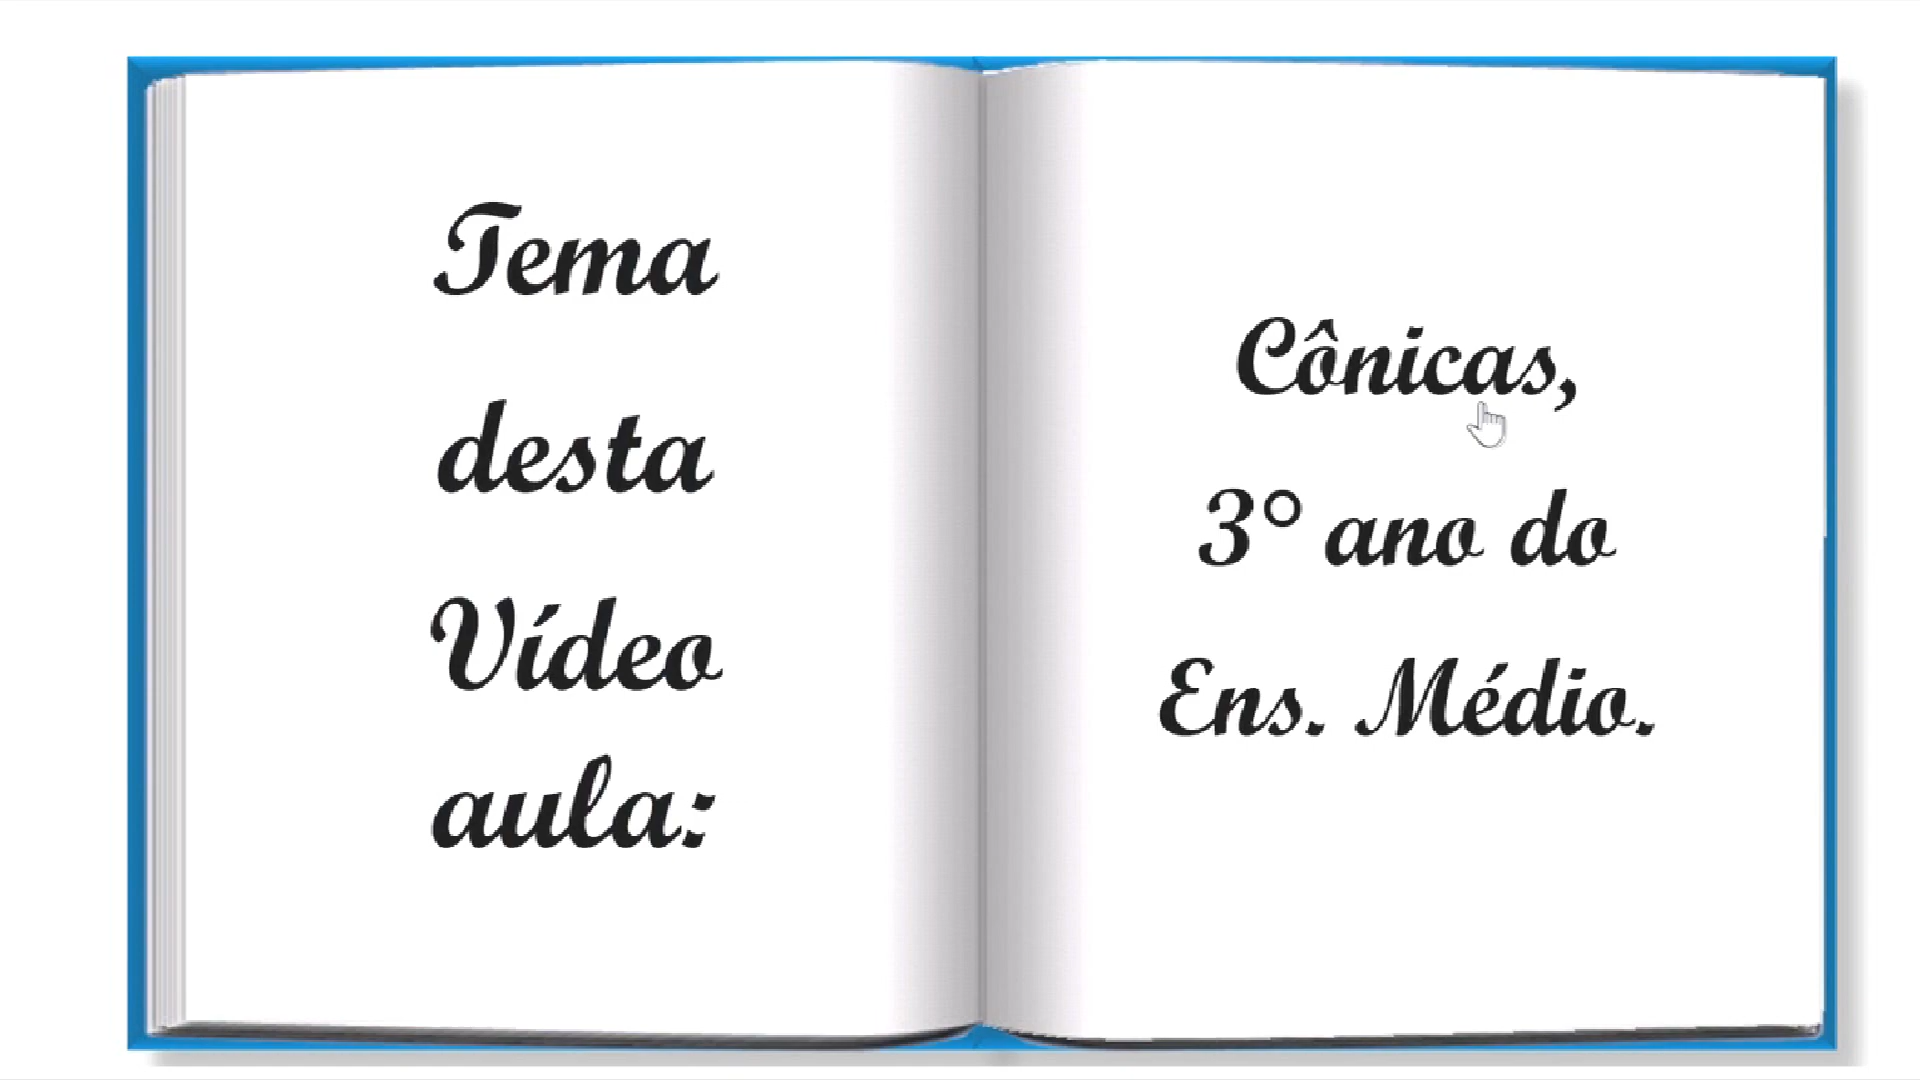 Tema
desta
Vídeo
aula:
Cônicas,
3° ano do
Ens. Médio.